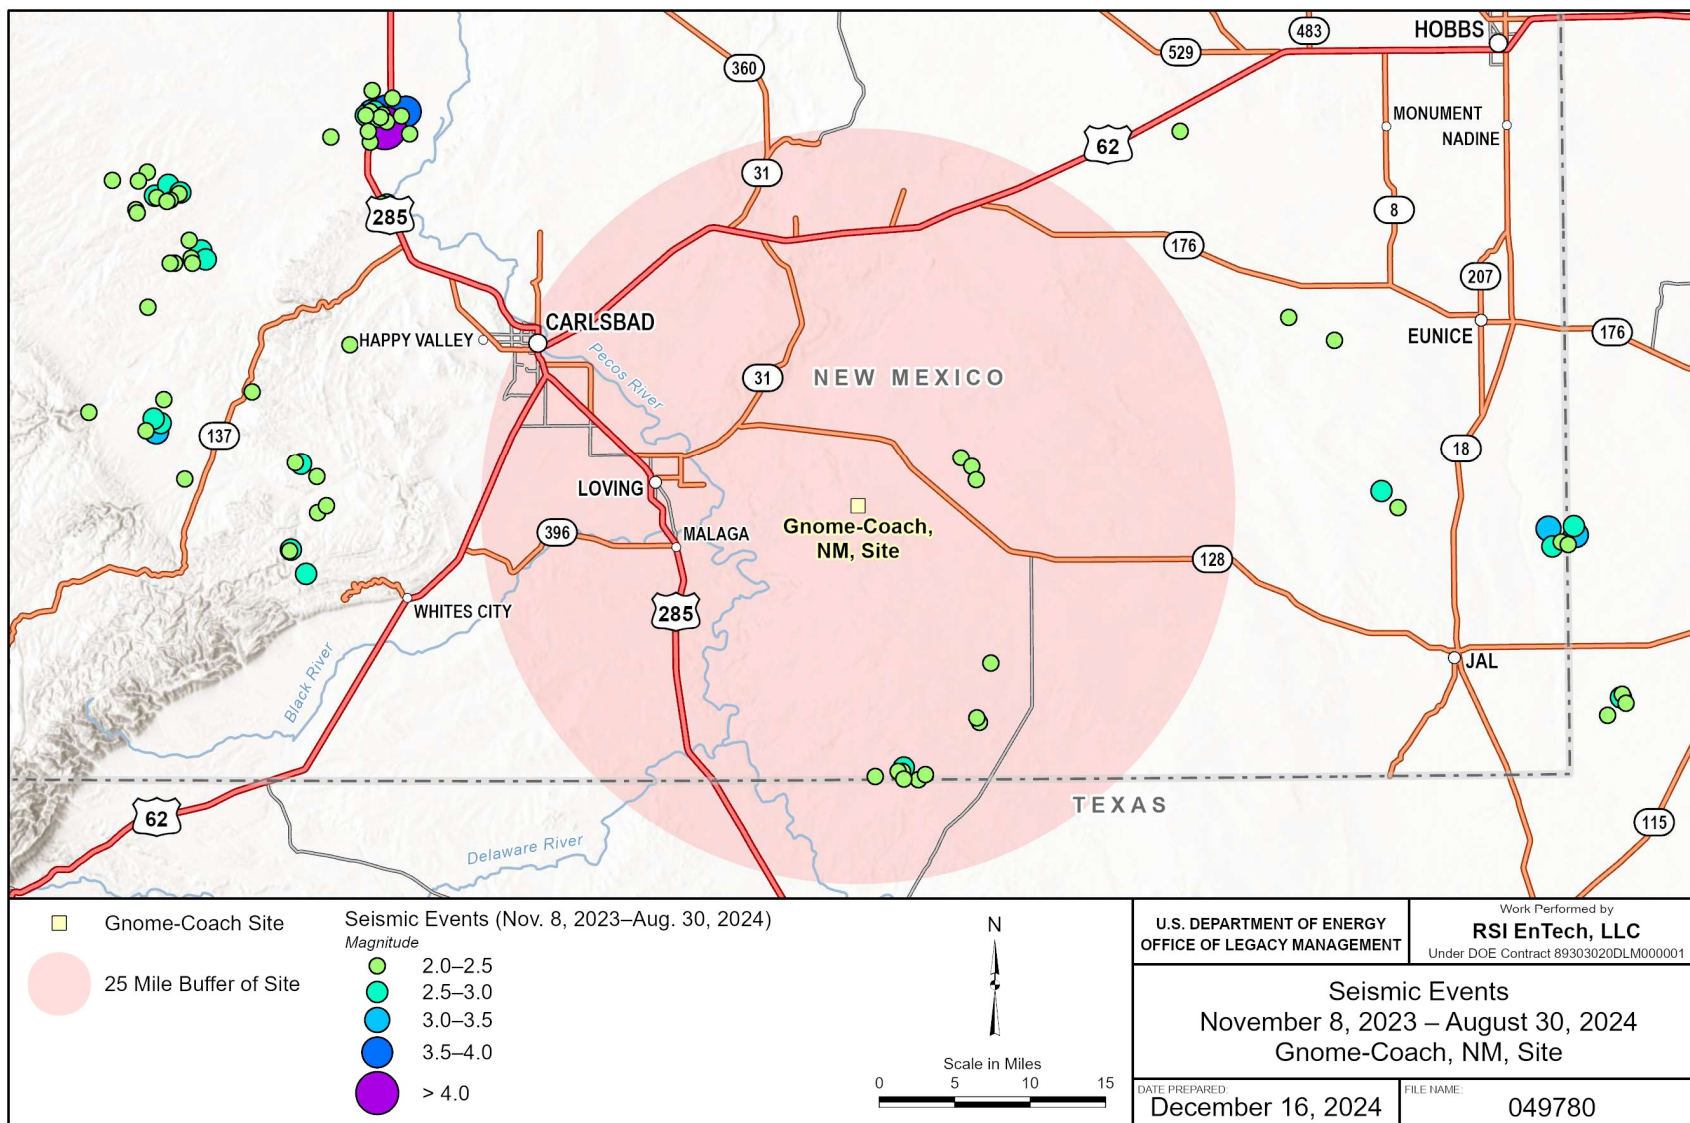 HOBBS
483
529
360
MONUMENT
NADINE
62
31
8
285
176
207
CARLSBAD
HAPPY VALLEY
EUNICE
176
Pecos River
31
NEW MEXICO
137
18
LOVING
Gnome-Coach,
NM, Site
396
MALAGA
128
WHITES CITY
285
JAL
Black River
TEXAS
62
115
Delaware River
Gnome-Coach Site
25 Mile Buffer of Site
Seismic Events (Nov. 8, 2023–Aug. 30, 2024)
Magnitude
2.0–2.5
2.5–3.0
3.0–3.5
3.5–4.0
> 4.0
N
Scale in Miles
0 5 10 15
U.S. DEPARTMENT OF ENERGY
OFFICE OF LEGACY MANAGEMENT
Work Performed by
RSI EnTech, LLC
Under DOE Contract 89303020DLM000001
Seismic Events
November 8, 2023 – August 30, 2024
Gnome-Coach, NM, Site
DATE PREPARED:
December 16, 2024
FILE NAME:
049780